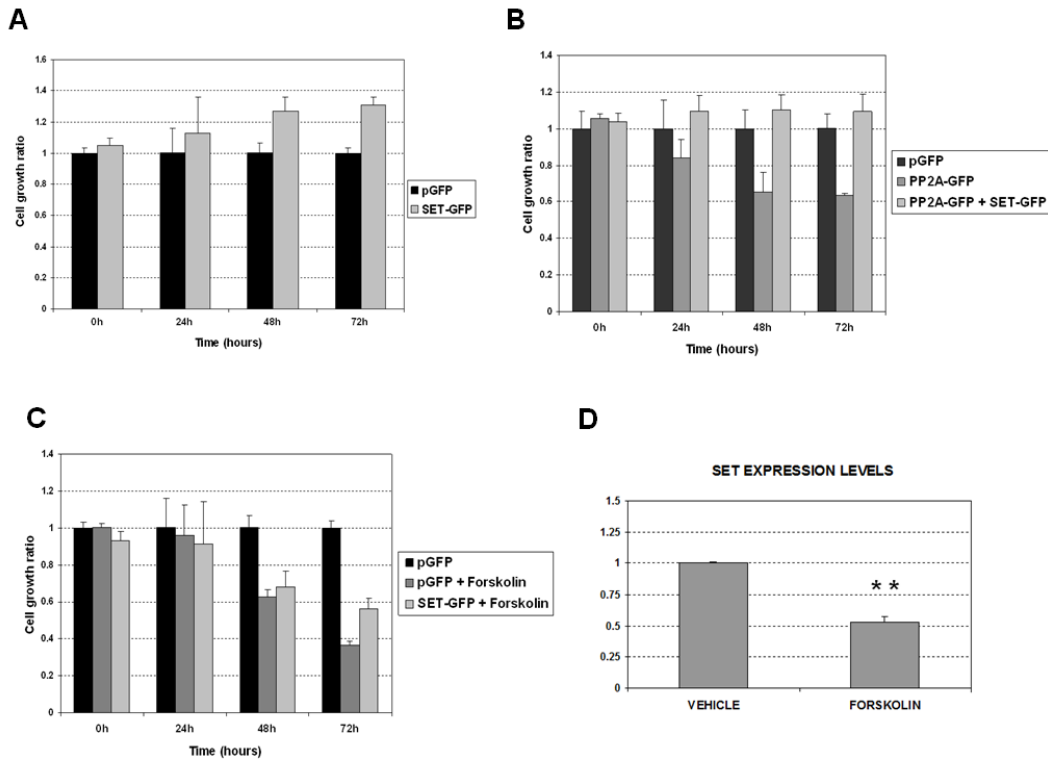 A
1.6
1.4
1.2
1
0.8
0.6
0.4
0.2
0
Cell growth ratio
0h
24h
48h
72h
Time (hours)
pGFP
SET-GFP
B
1.4
1.2
1
0.8
0.6
0.4
0.2
0
Cell growth ratio
0h
24h
48h
72h
Time (hours)
pGFP
PP2A-GFP
PP2A-GFP + SET-GFP
C
1.4
1.2
1
0.8
0.6
0.4
0.2
0
Cell growth ratio
0h
24h
48h
72h
Time (hours)
pGFP
pGFP + Forskolin
SET-GFP + Forskolin
D
SET EXPRESSION LEVELS
1.5
1.25
1
0.75
0.5
0.25
0
* *
VEHICLE
FORSKOLIN